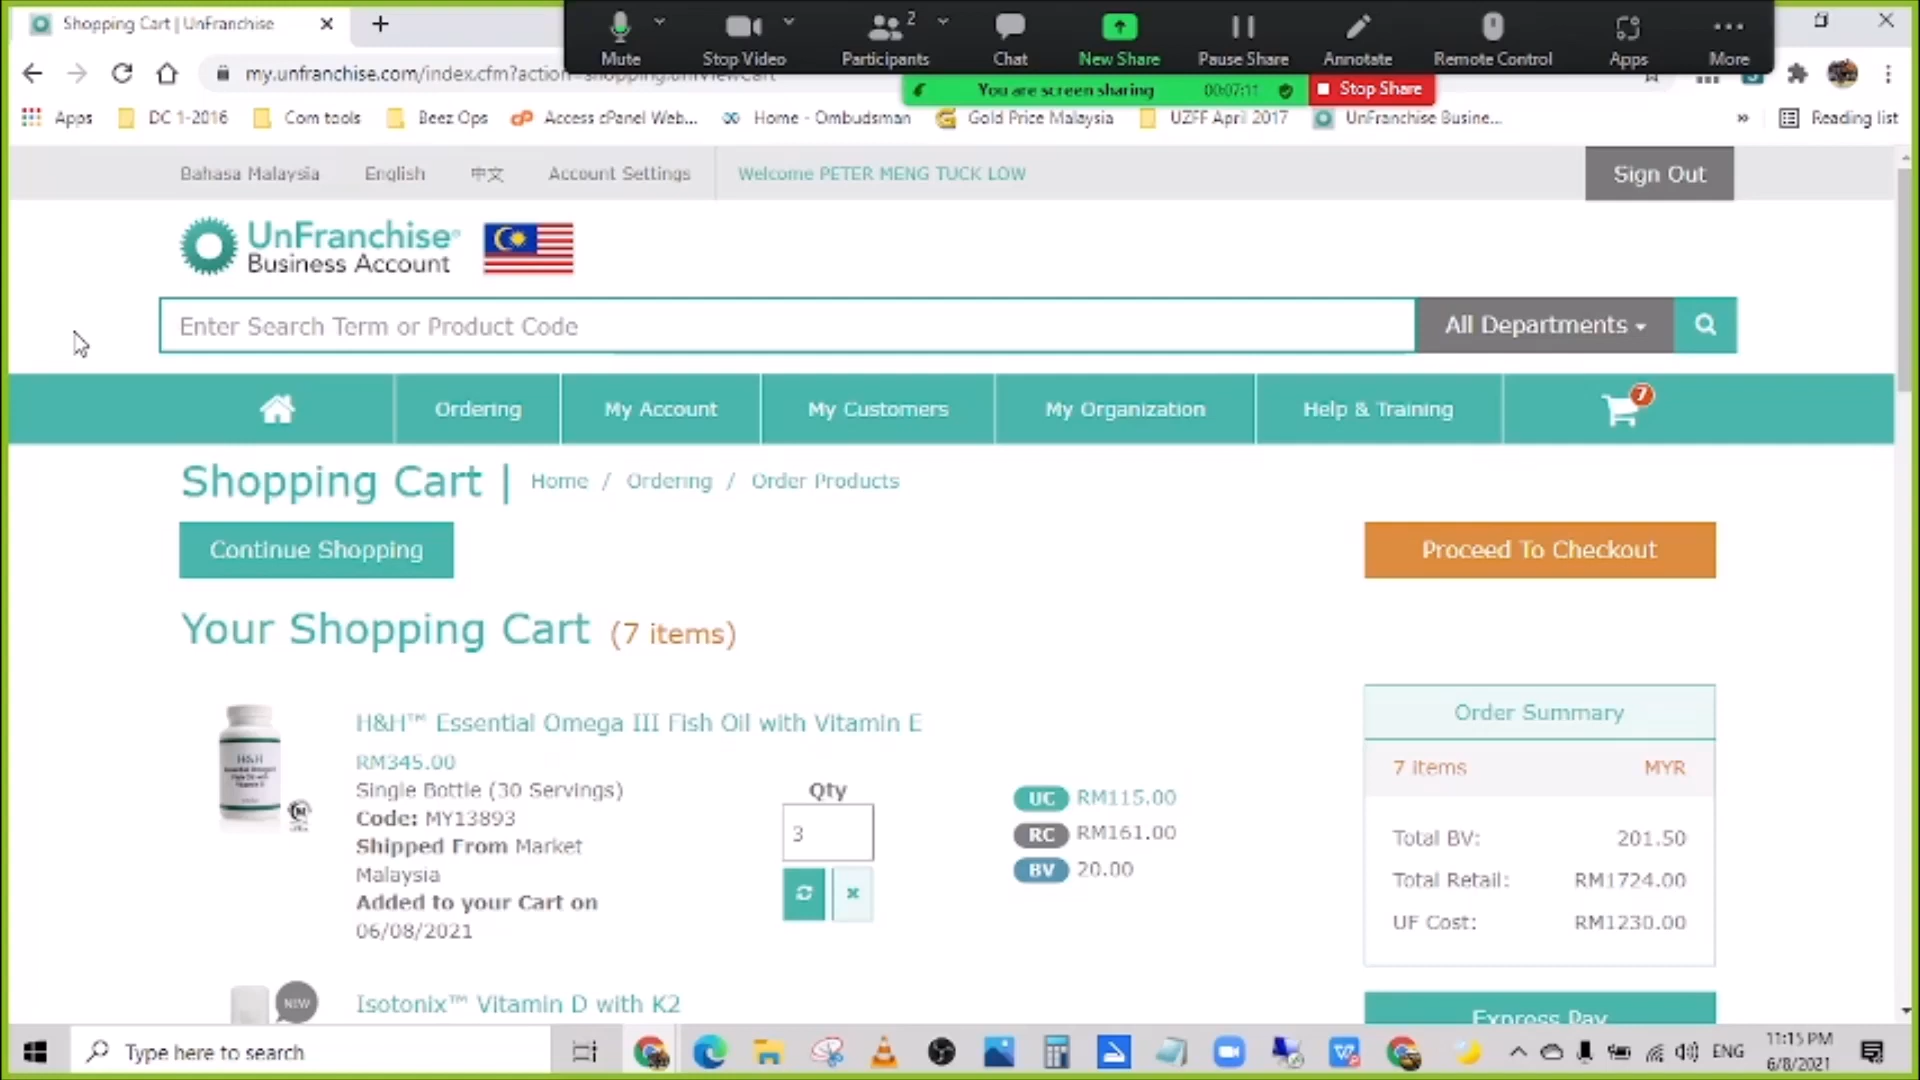 Shopping Cart | UnFranchise
Mute
Stop Video
2
Participants
Chat
New Share
Pause Share
Annotate
Remote Control
Apps
More
my.unfranchise.com/index.cfm?action=shopping.uniViewCart
You are screen sharing
00:07:11
Stop Share
Apps
DC 1-2016
Com tools
Beez Ops
Access cPanel Web...
Home - Ombudsman
Gold Price Malaysia
UZFF April 2017
UnFranchise Busine...
»
Reading list
Bahasa Malaysia
English
中文
Account Settings
Welcome PETER MENG TUCK LOW
Sign Out
UnFranchise®
Business Account
Enter Search Term or Product Code
All Departments
Ordering
My Account
My Customers
My Organization
Help & Training
7
Shopping Cart | Home / Ordering / Order Products
Continue Shopping
Proceed To Checkout
Your Shopping Cart (7 items)
H&H™ Essential Omega III Fish Oil with Vitamin E
RM345.00
Single Bottle (30 Servings)
Code: MY13893
Shipped From Market
Malaysia
Added to your Cart on
06/08/2021
Qty
3
UC RM115.00
RC RM161.00
BV 20.00
Order Summary
7 items MYR
Total BV: 201.50
Total Retail: RM1724.00
UF Cost: RM1230.00
H&H
NEW
Isotonix™ Vitamin D with K2
Express Pay
Type here to search
ENG
11:15 PM
6/8/2021